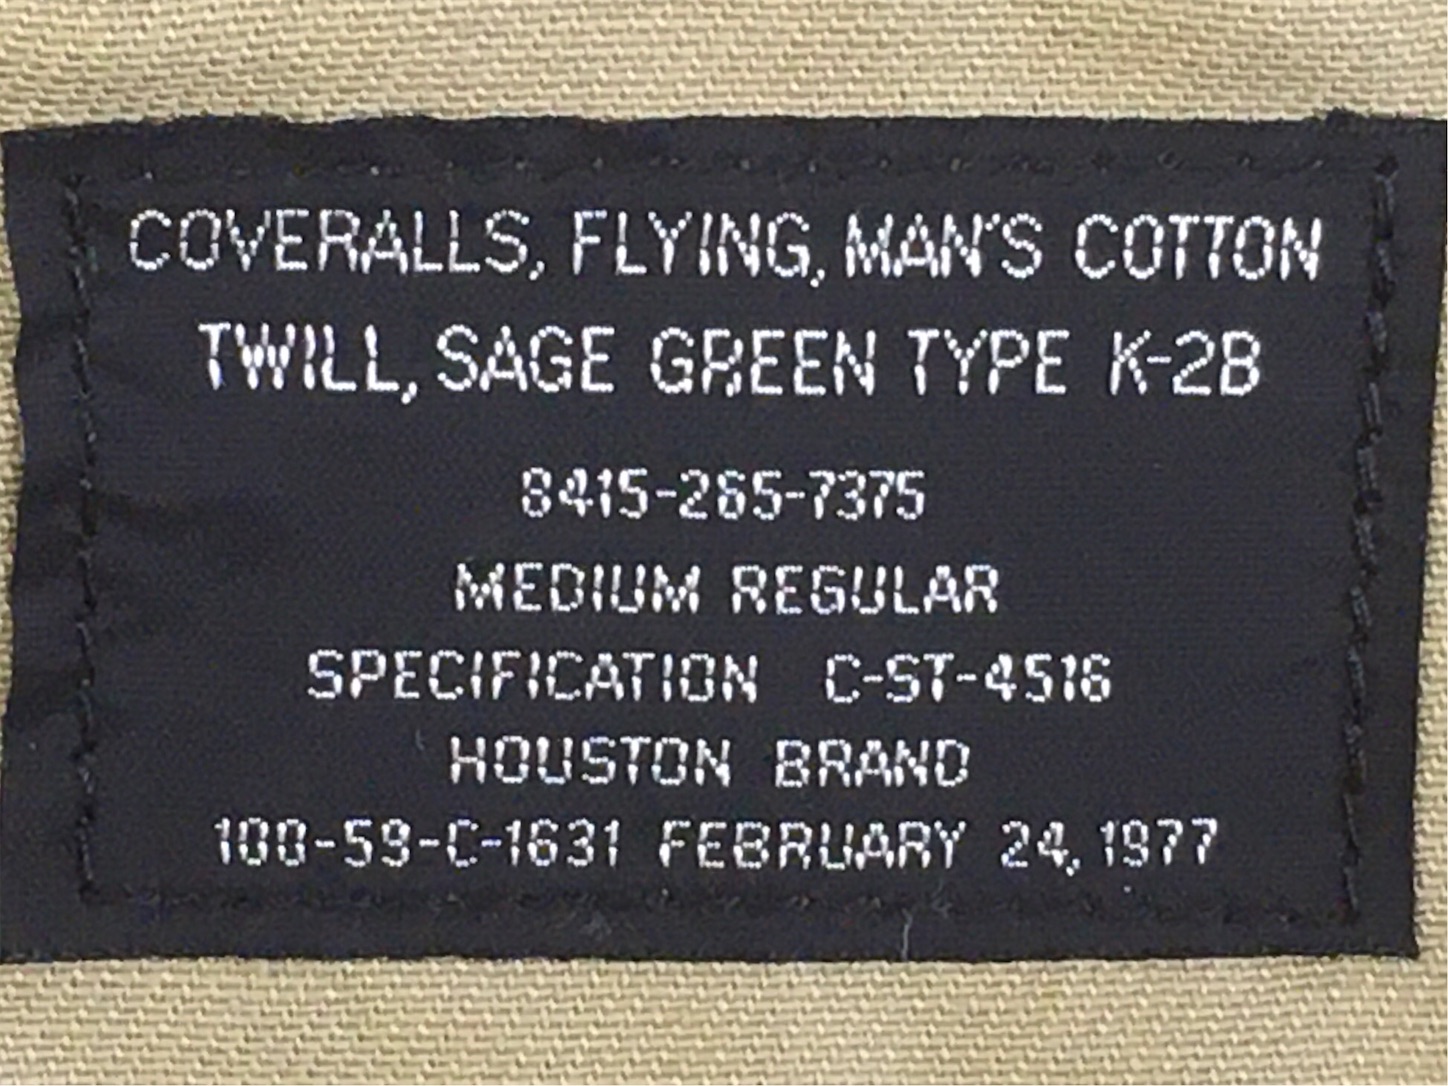 COVERALLS, FLYING, MAN'S COTTON
TWILL, SAGE GREEN TYPE K-2B
8415-265-7375
MEDIUM REGULAR
SPECIFICATION C-ST-4516
HOUSTON BRAND
100-59-C-1631 FEBRUARY 24, 1977